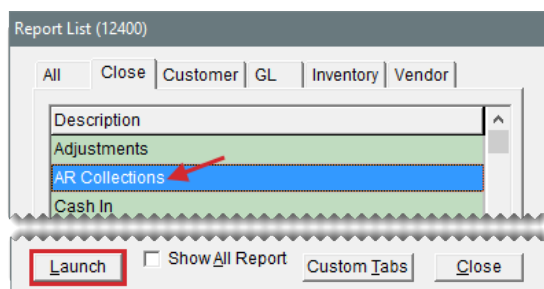 Report List (12400)
All Close Customer GL Inventory Vendor
Description
Adjustments
AR Collections
Cash In
Launch Show All Report Custom Tabs Close